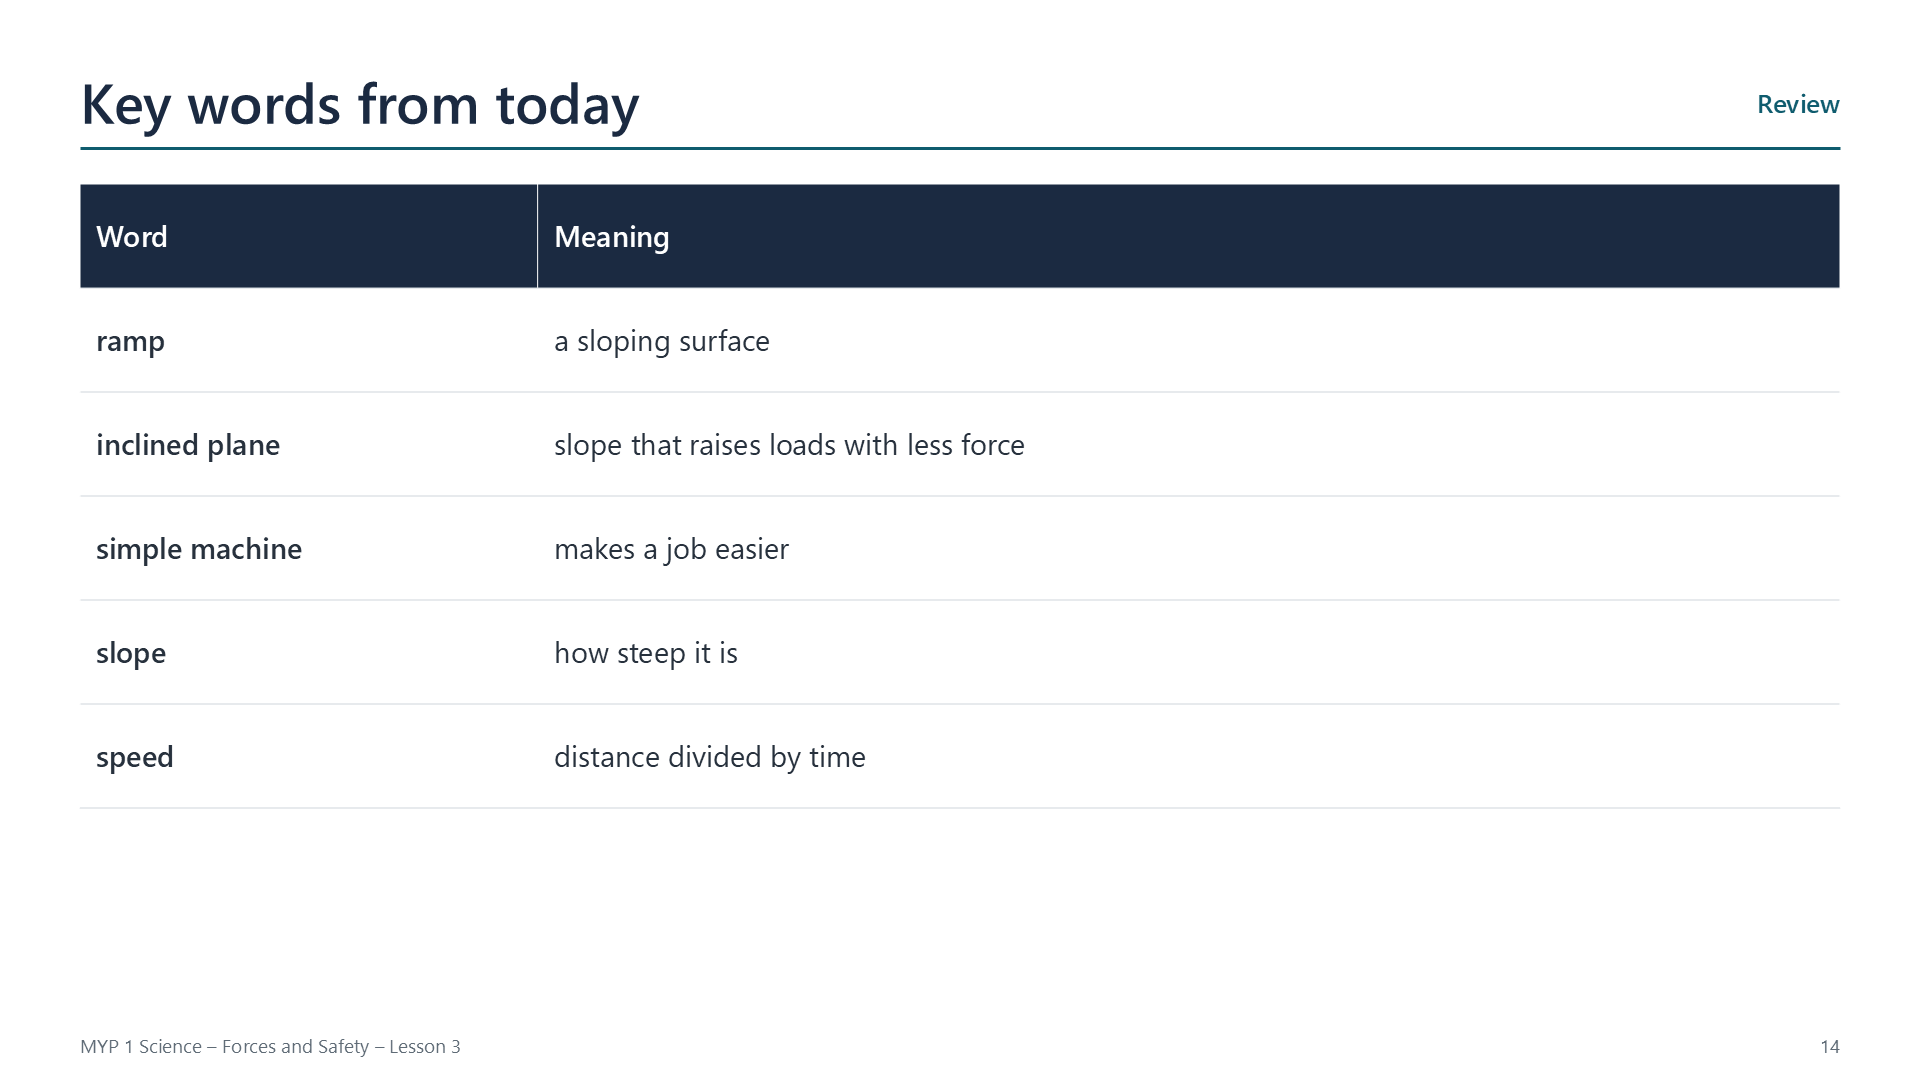 Key words from today
Review
Word
Meaning
ramp
a sloping surface
inclined plane
slope that raises loads with less force
simple machine
makes a job easier
slope
how steep it is
speed
distance divided by time
MYP 1 Science – Forces and Safety – Lesson 3
14